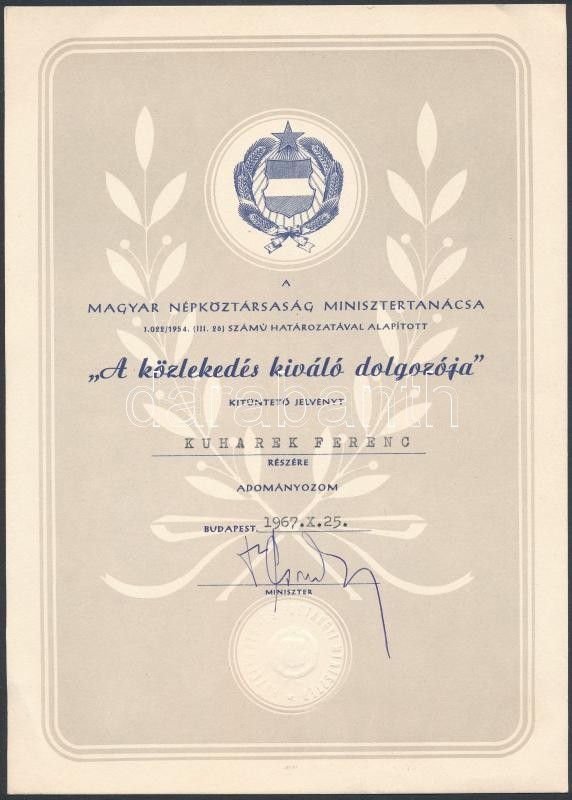 A
MAGYAR NÉPKÖZTÁRSASÁG MINISZTERTANÁCSA
1.022/1954. (III. 26) SZÁMÚ HATÁROZATÁVAL ALAPÍTOTT
„A közlekedés kiváló dolgozója”
KITÜNTETŐ JELVÉNYT
KUHAREK FERENC
RÉSZÉRE
ADOMÁNYOZOM
BUDAPEST, 1967.X.25.
MINISZTER
darabanth